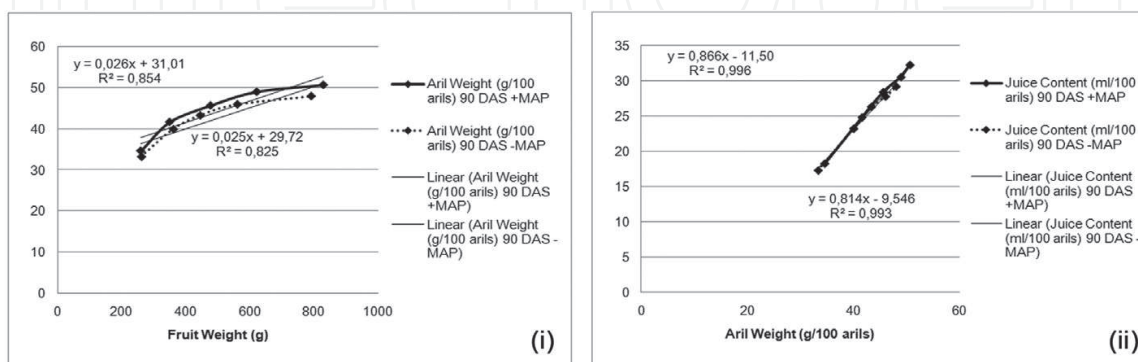 60
50
40
30
20
10
0
y = 0,026x + 31,01
R² = 0,854
y = 0,025x + 29,72
R² = 0,825
0 200 400 600 800 1000
Fruit Weight (g)
Aril Weight (g/100
arils) 90 DAS +MAP
Aril Weight (g/100
arils) 90 DAS -MAP
Linear (Aril Weight
(g/100 arils) 90 DAS
+MAP)
Linear (Aril Weight
(g/100 arils) 90 DAS -
MAP)
(i)
35
30
25
20
15
10
5
0
y = 0,866x - 11,50
R² = 0,996
y = 0,814x - 9,546
R² = 0,993
0 20 40 60
Aril Weight (g/100 arils)
Juice Content (ml/100
arils) 90 DAS +MAP
Juice Content (ml/100
arils) 90 DAS -MAP
Linear (Juice Content
(ml/100 arils) 90 DAS
+MAP)
Linear (Juice Content
(ml/100 arils) 90 DAS -
MAP)
(ii)